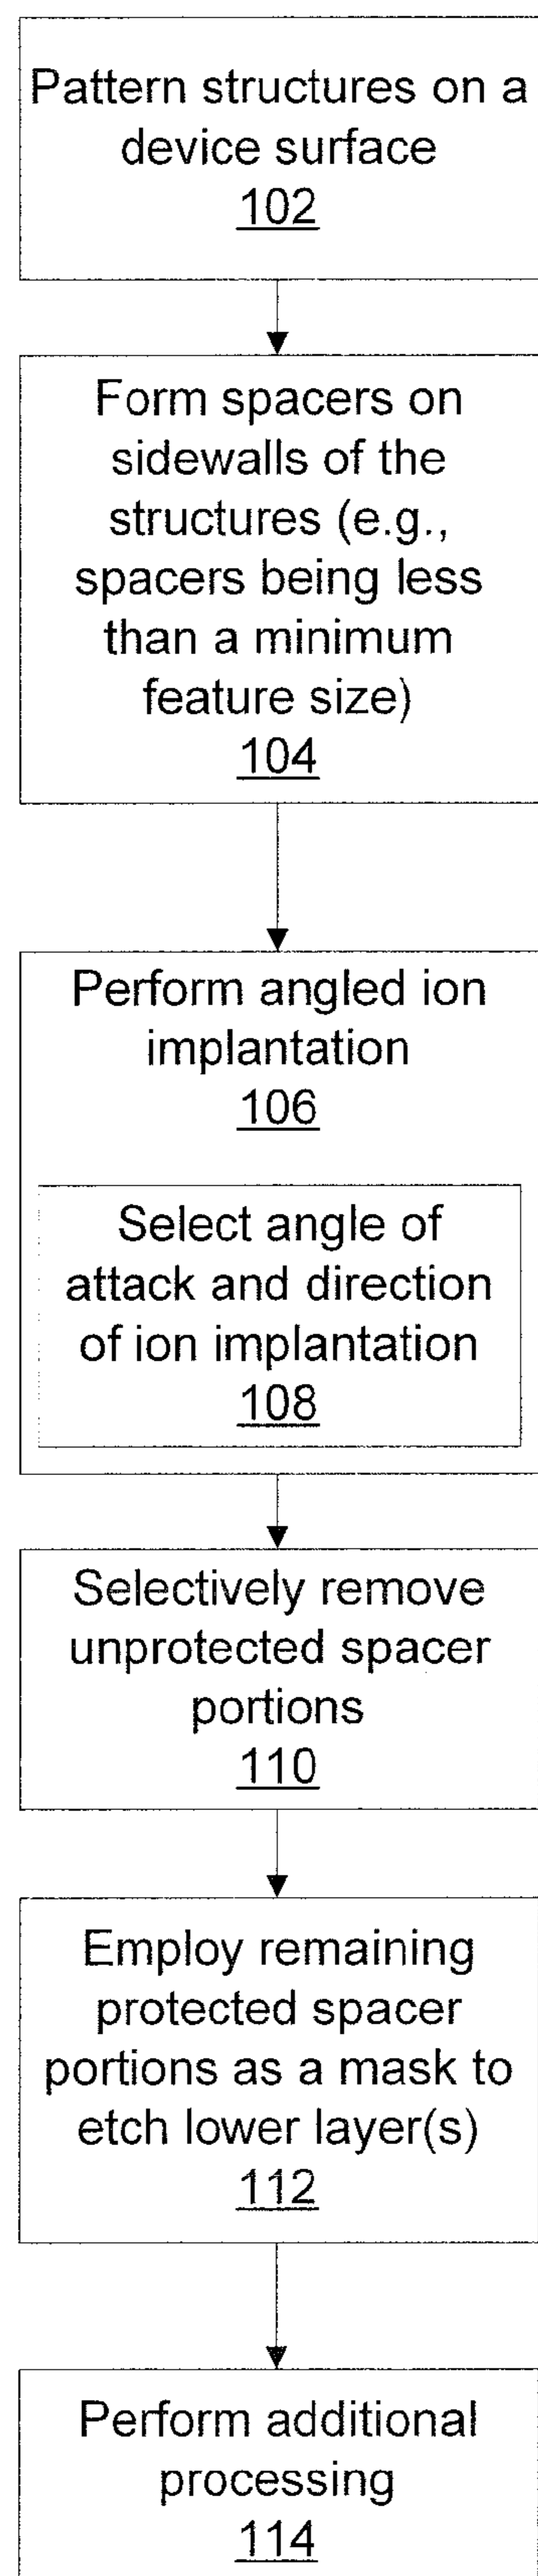 Pattern structures on a
device surface
102
Form spacers on
sidewalls of the
structures (e.g.,
spacers being less
than a minimum
feature size)
104
Perform angled ion
implantation
106
Select angle of
attack and direction
of ion implantation
108
Selectively remove
unprotected spacer
portions
110
Employ remaining
protected spacer
portions as a mask to
etch lower layer(s)
112
Perform additional
processing
114